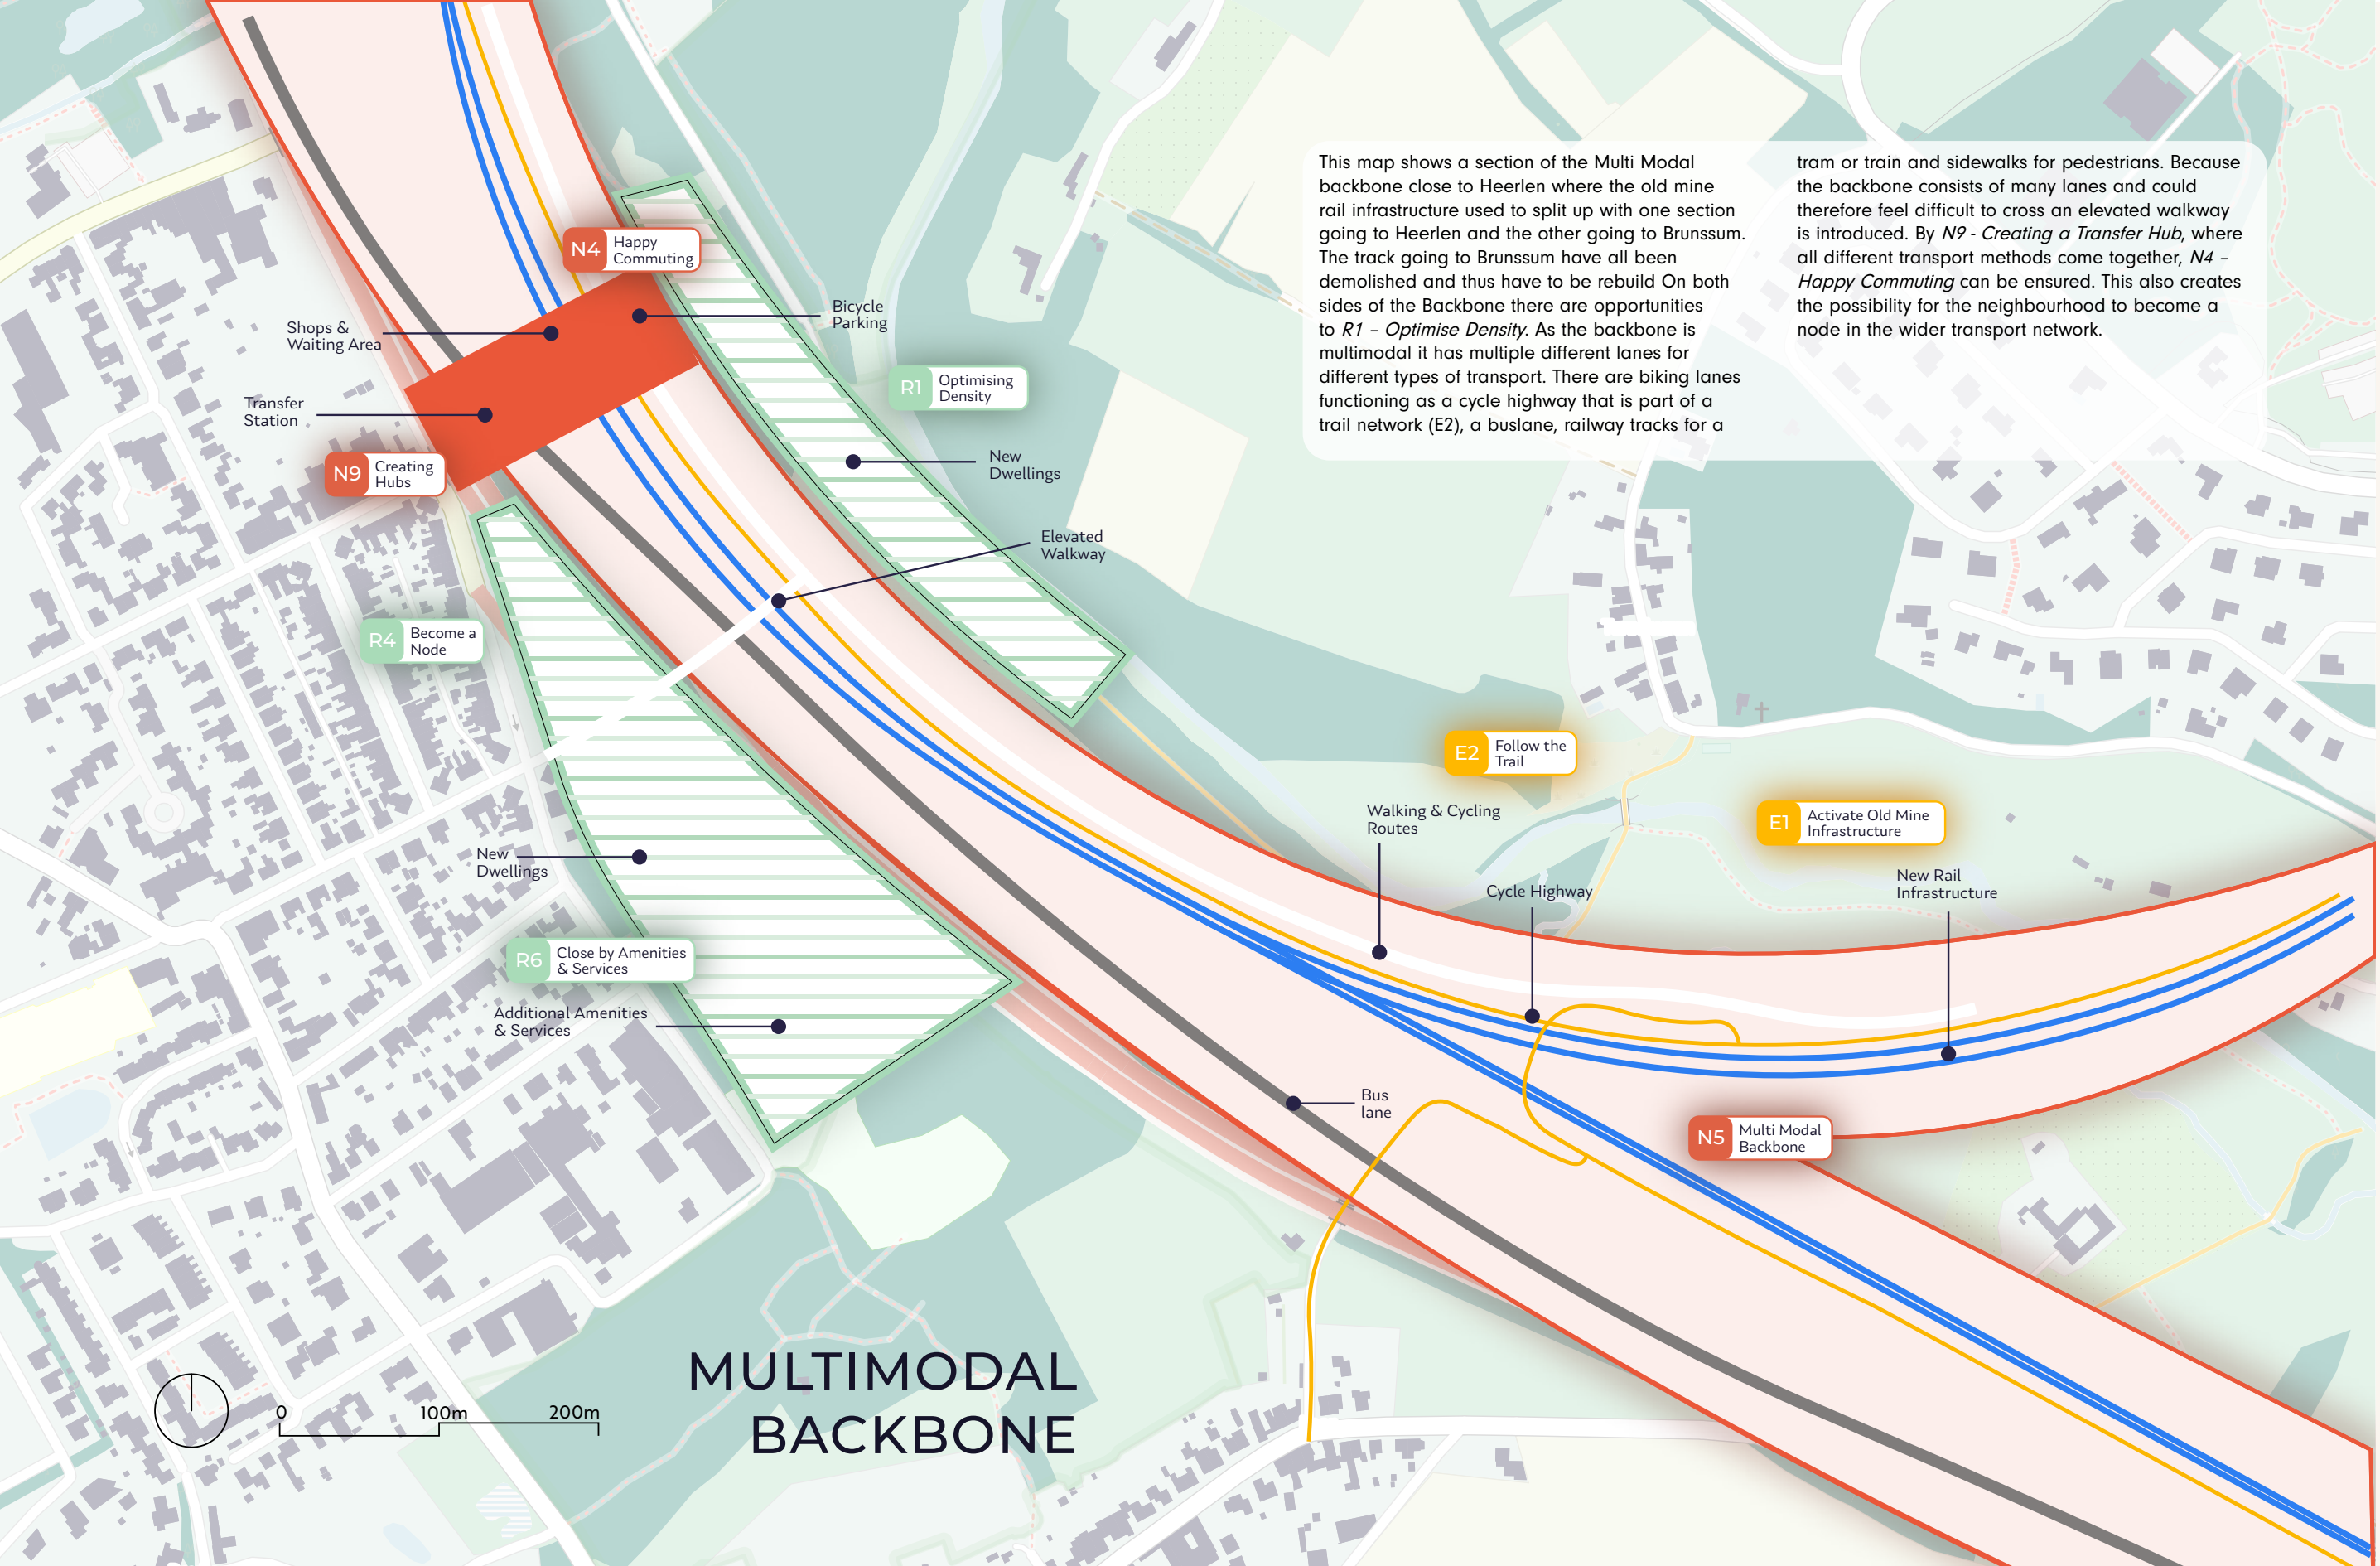 This map shows a section of the Multi Modal
backbone close to Heerlen where the old mine
rail infrastructure used to split up with one section
going to Heerlen and the other going to Brunssum.
The track going to Brunssum have all been
demolished and thus have to be rebuild On both
sides of the Backbone there are opportunities
to R1 – Optimise Density. As the backbone is
multimodal it has multiple different lanes for
different types of transport. There are biking lanes
functioning as a cycle highway that is part of a
trail network (E2), a buslane, railway tracks for a
tram or train and sidewalks for pedestrians. Because
the backbone consists of many lanes and could
therefore feel difficult to cross an elevated walkway
is introduced. By N9 - Creating a Transfer Hub, where
all different transport methods come together, N4 –
Happy Commuting can be ensured. This also creates
the possibility for the neighbourhood to become a
node in the wider transport network.
N4 Happy
Commuting
Bicycle
Parking
Shops &
Waiting Area
R1 Optimising
Density
Transfer
Station
N9 Creating
Hubs
New
Dwellings
Elevated
Walkway
R4 Become a
Node
E2 Follow the
Trail
Walking & Cycling
Routes
E1 Activate Old Mine
Infrastructure
New
Dwellings
Cycle Highway
New Rail
Infrastructure
R6 Close by Amenities
& Services
Additional Amenities
& Services
Bus
lane
N5 Multi Modal
Backbone
MULTIMODAL
BACKBONE
0 100m 200m